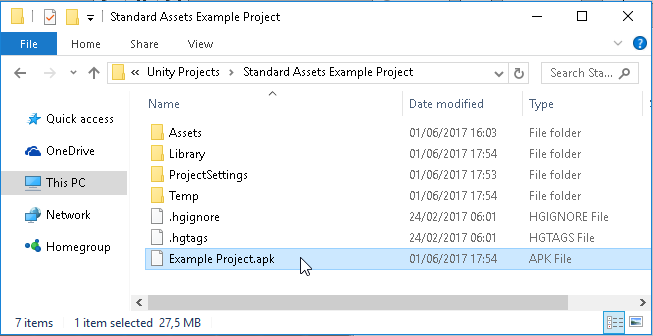 Standard Assets Example Project
File Home Share View
« Unity Projects > Standard Assets Example Project Search Sta...
Name Date modified Type
Quick access
OneDrive
This PC
Network
Homegroup
Assets 01/06/2017 16:03 File folder
Library 01/06/2017 17:54 File folder
ProjectSettings 01/06/2017 17:53 File folder
Temp 01/06/2017 17:54 File folder
.hgignore 24/02/2017 06:01 HGIGNORE File
.hgtags 24/02/2017 06:01 HGTAGS File
Example Project.apk 01/06/2017 17:54 APK File
7 items 1 item selected 27,5 MB